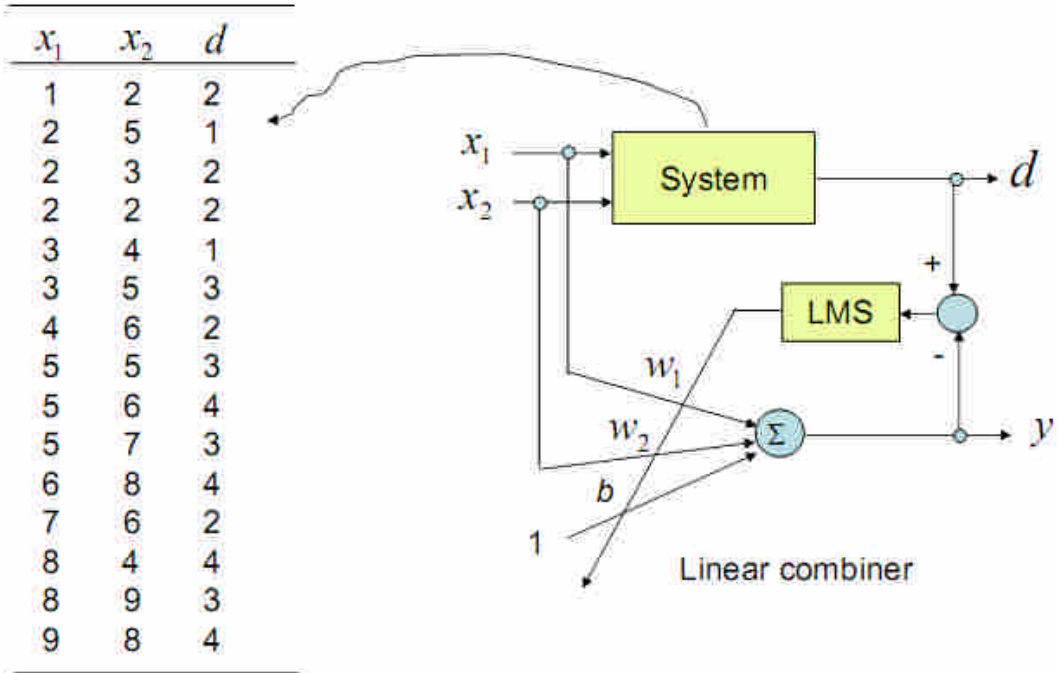 x₁ x₂ d
1 2 2
2 5 1
2 3 2
2 2 2
3 4 1
3 5 3
4 6 2
5 5 3
5 6 4
5 7 3
6 8 4
7 6 2
8 4 4
8 9 3
9 8 4
x₁
System
d
x₂
+
LMS
-
w₁
Σ
y
w₂
b
1
Linear combiner